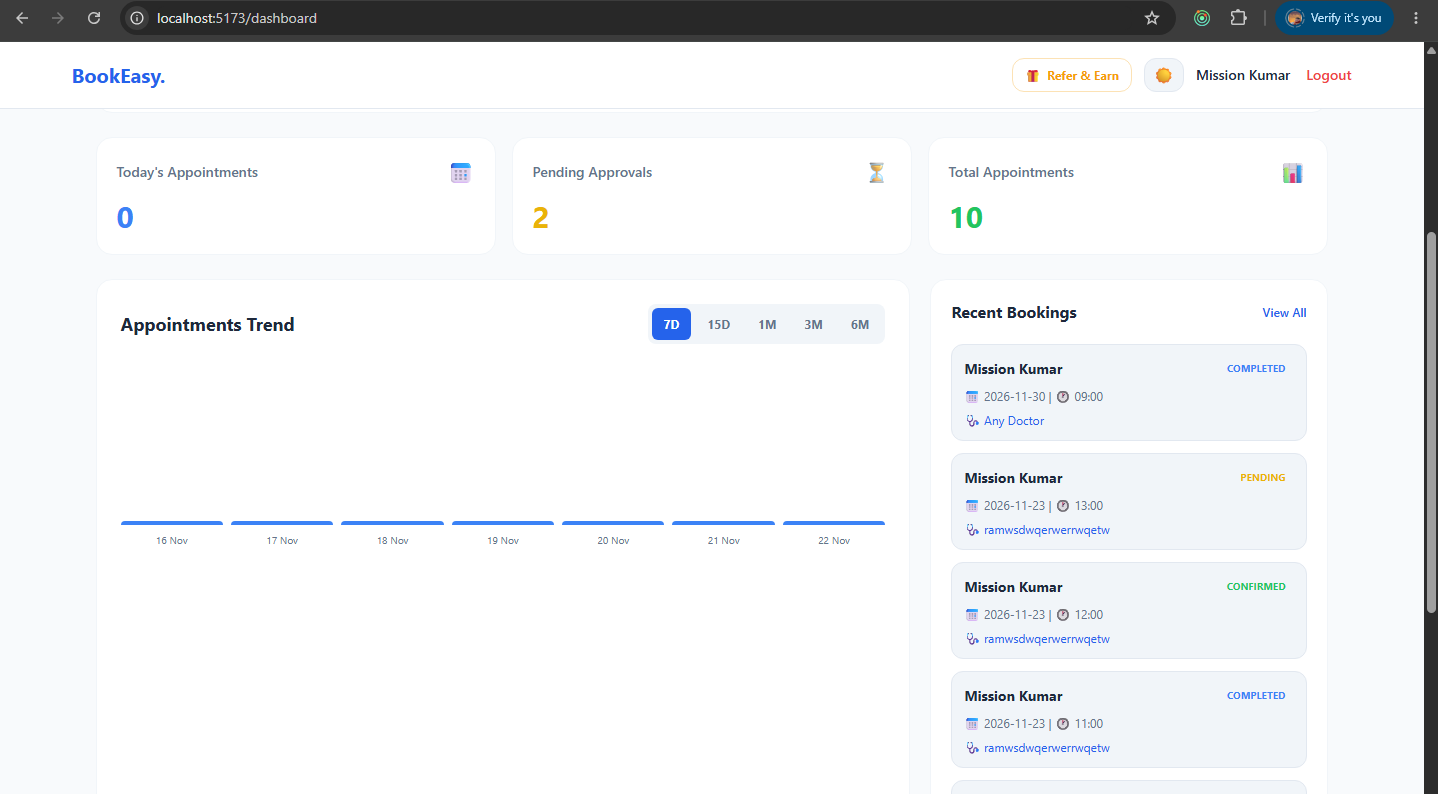 localhost:5173/dashboard
Verify it's you
BookEasy.
Refer & Earn
Mission Kumar
Logout
Today's Appointments
0
Pending Approvals
2
Total Appointments
10
Appointments Trend
7D
15D
1M
3M
6M
16 Nov
17 Nov
18 Nov
19 Nov
20 Nov
21 Nov
22 Nov
Recent Bookings
View All
Mission Kumar
COMPLETED
2026-11-30 | 09:00
Any Doctor
Mission Kumar
PENDING
2026-11-23 | 13:00
ramwsdwqerwerrwqetw
Mission Kumar
CONFIRMED
2026-11-23 | 12:00
ramwsdwqerwerrwqetw
Mission Kumar
COMPLETED
2026-11-23 | 11:00
ramwsdwqerwerrwqetw